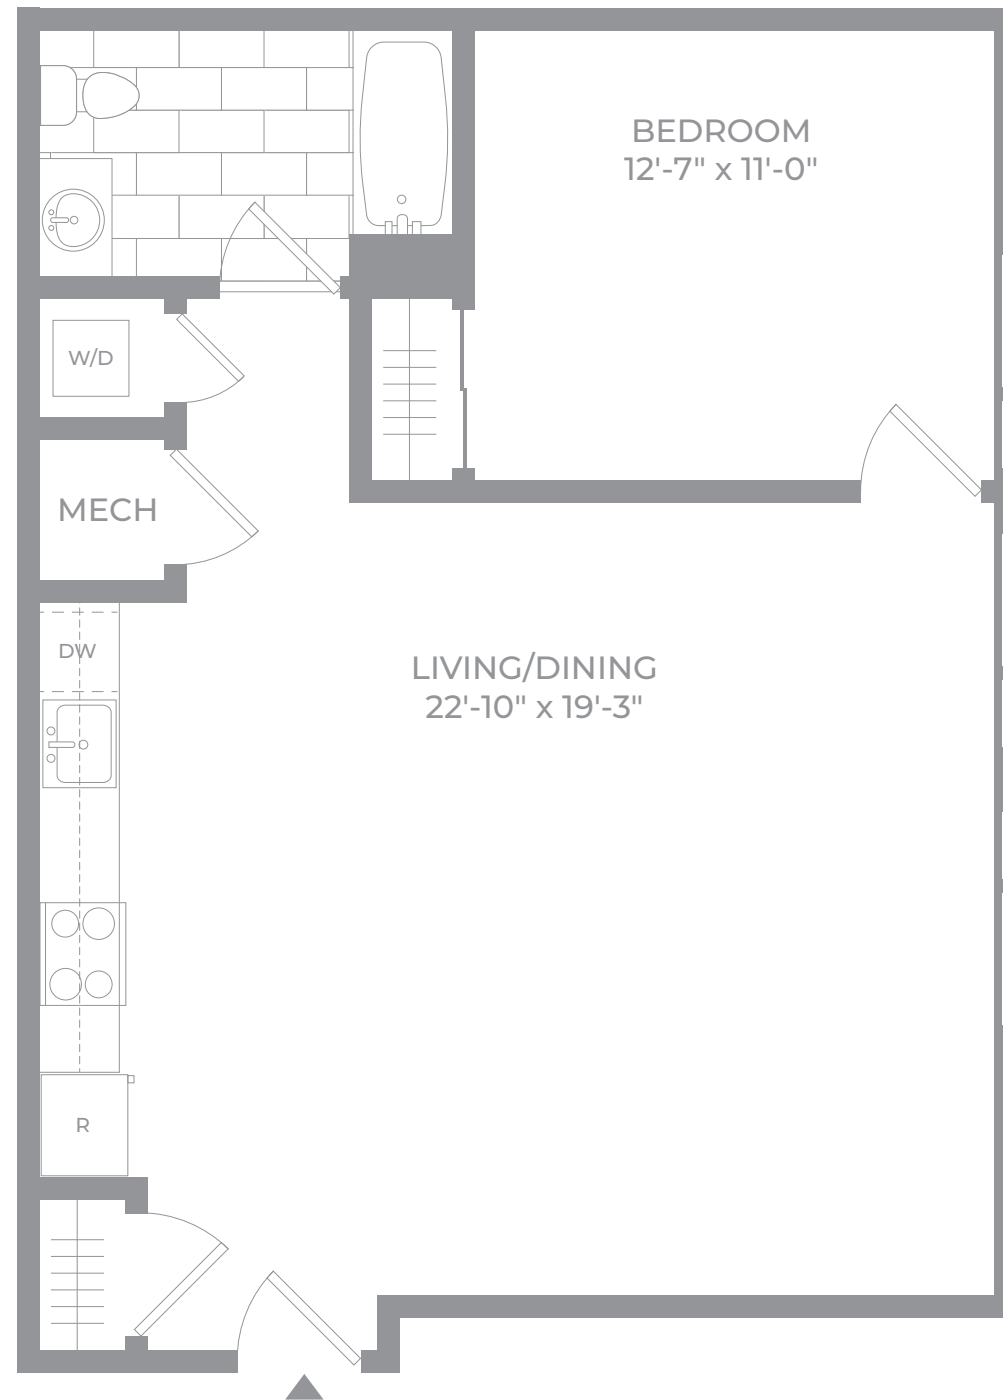 BEDROOM
12'-7" x 11'-0"
W/D
MECH
DW
LIVING/DINING
22'-10" x 19'-3"
R